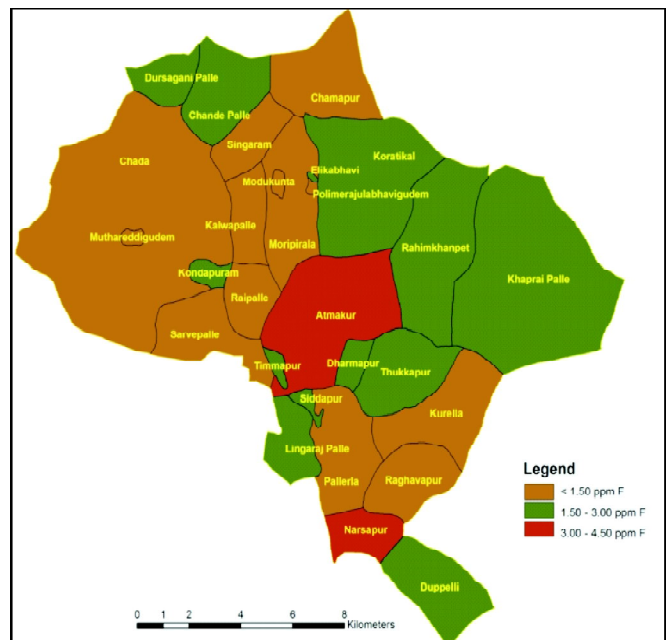 Dursagani Palle
Chande Palle
Chamapur
Singaram
Chada
Koratikal
Elikabhavi
Modukunta
Polimerajulabhavigudem
Kalwapalle
Muthareddigudem
Moripirala
Rahimkhanpet
Kondapuram
Khaprai Palle
Raipalle
Atmakur
Sarvepalle
Timmapur
Dharmapur
Thukkapur
Siddapur
Kurella
Lingaraj Palle
Pallerla
Raghavapur
Narsapur
Duppelli
Legend
< 1.50 ppm F
1.50 - 3.00 ppm F
3.00 - 4.50 ppm F
0 1 2 4 6 8
Kilometers